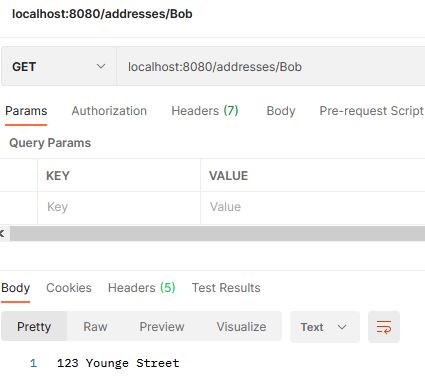 localhost:8080/addresses/Bob
GET localhost:8080/addresses/Bob
Params Authorization Headers (7) Body Pre-request Script
Query Params
KEY VALUE
Key Value
Body Cookies Headers (5) Test Results
Pretty Raw Preview Visualize Text
1 123 Younge Street